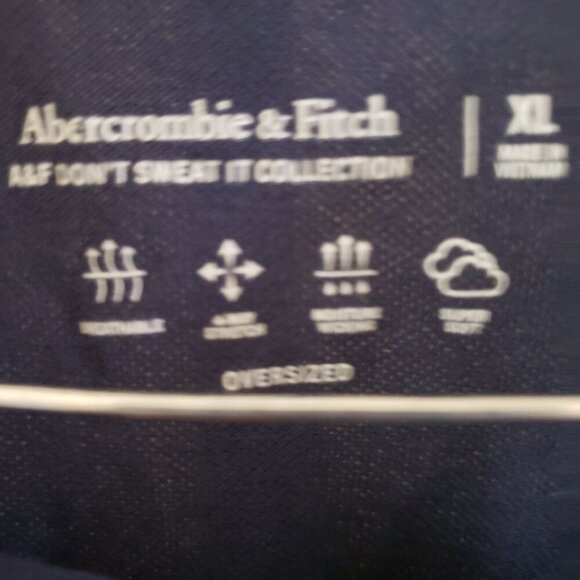 Abercrombie & Fitch
XL
MADE IN
VIETNAM
A&F DON'T SWEAT IT COLLECTION
BREATHABLE
4-WAY
STRETCH
MOISTURE
WICKING
SUPER
SOFT
OVERSIZED